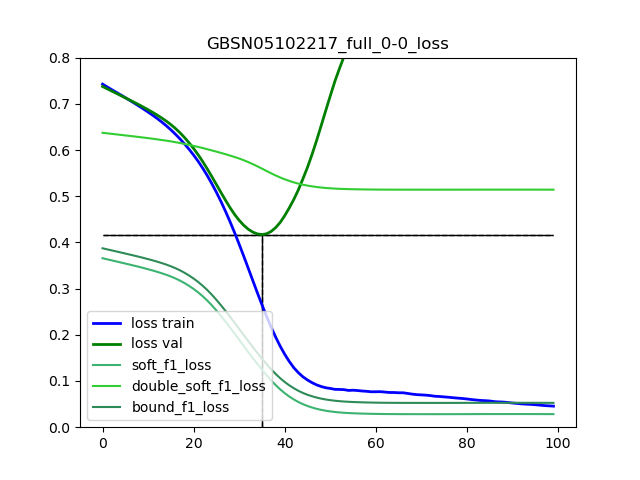 GBSN05102217_full_0-0_loss
0.8
0.7
0.6
0.5
0.4
0.3
0.2
0.1
0.0
loss train
loss val
soft_f1_loss
double_soft_f1_loss
bound_f1_loss
0 20 40 60 80 100